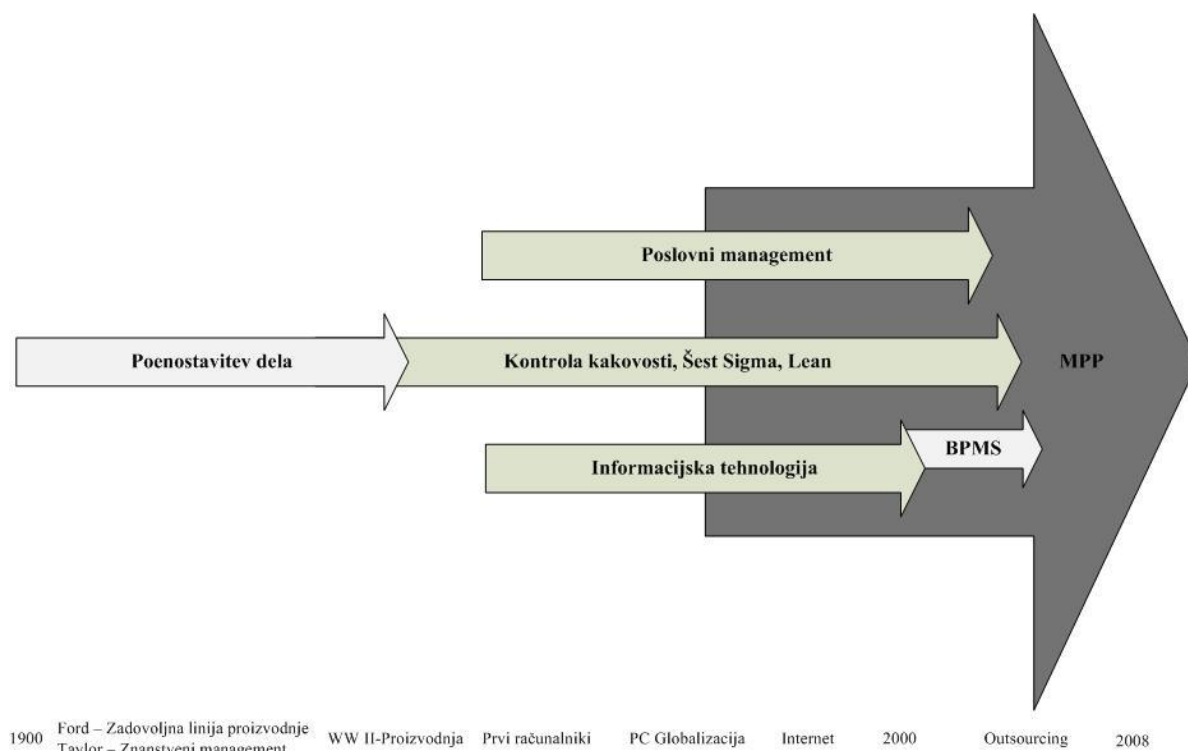 Poslovni management
Poenostavitev dela
Kontrola kakovosti, Šest Sigma, Lean
MPP
BPMS
Informacijska tehnologija
1900 Ford – Zadovoljna linija proizvodnje
Taylor – Znanstveni management
WW II-Proizvodnja Prvi računalniki PC Globalizacija Internet 2000 Outsourcing 2008